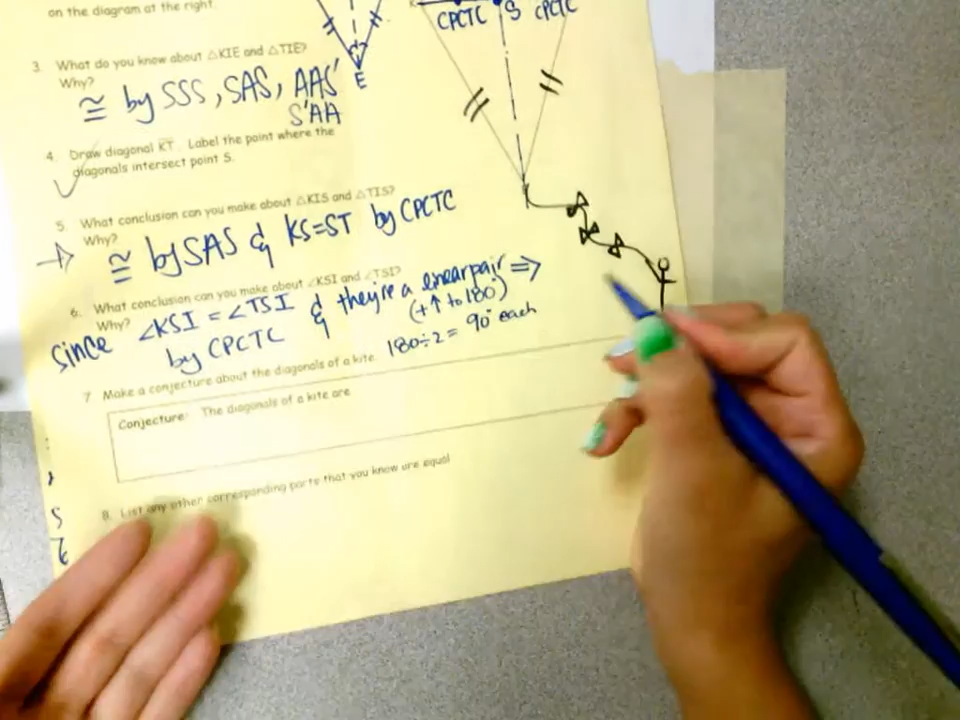 on the diagram at the right.
CPCTC S CPCTC
E
3. What do you know about △KIE and △TIE?
Why?
≅ by SSS, SAS, AAS'
S'AA
4. Draw diagonal KT. Label the point where the
diagonals intersect point S.
5. What conclusion can you make about △KIS and △TIS?
Why?
≅ by SAS & KS=ST by CPCTC
6. What conclusion can you make about ∠KSI and ∠TSI?
Why?
Since ∠KSI = ∠TSI & they're a linear pair ⇒
by CPCTC (+↑ to 180°)
180÷2= 90° each
7. Make a conjecture about the diagonals of a kite.
Conjecture: The diagonals of a kite are
8. List any other corresponding parts that you know are equal